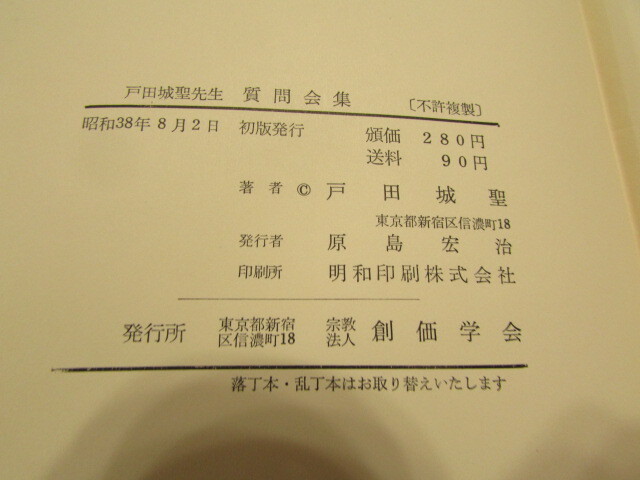 戸田城聖先生 質問会集 〔不許複製〕
昭和38年8月2日 初版発行 頒価 280円
送料 90円
著者 © 戸田城聖
東京都新宿区信濃町18
発行者 原島宏治
印刷所 明和印刷株式会社
発行所 東京都新宿区信濃町18 宗教法人 創価学会
落丁本・乱丁本はお取り替えいたします